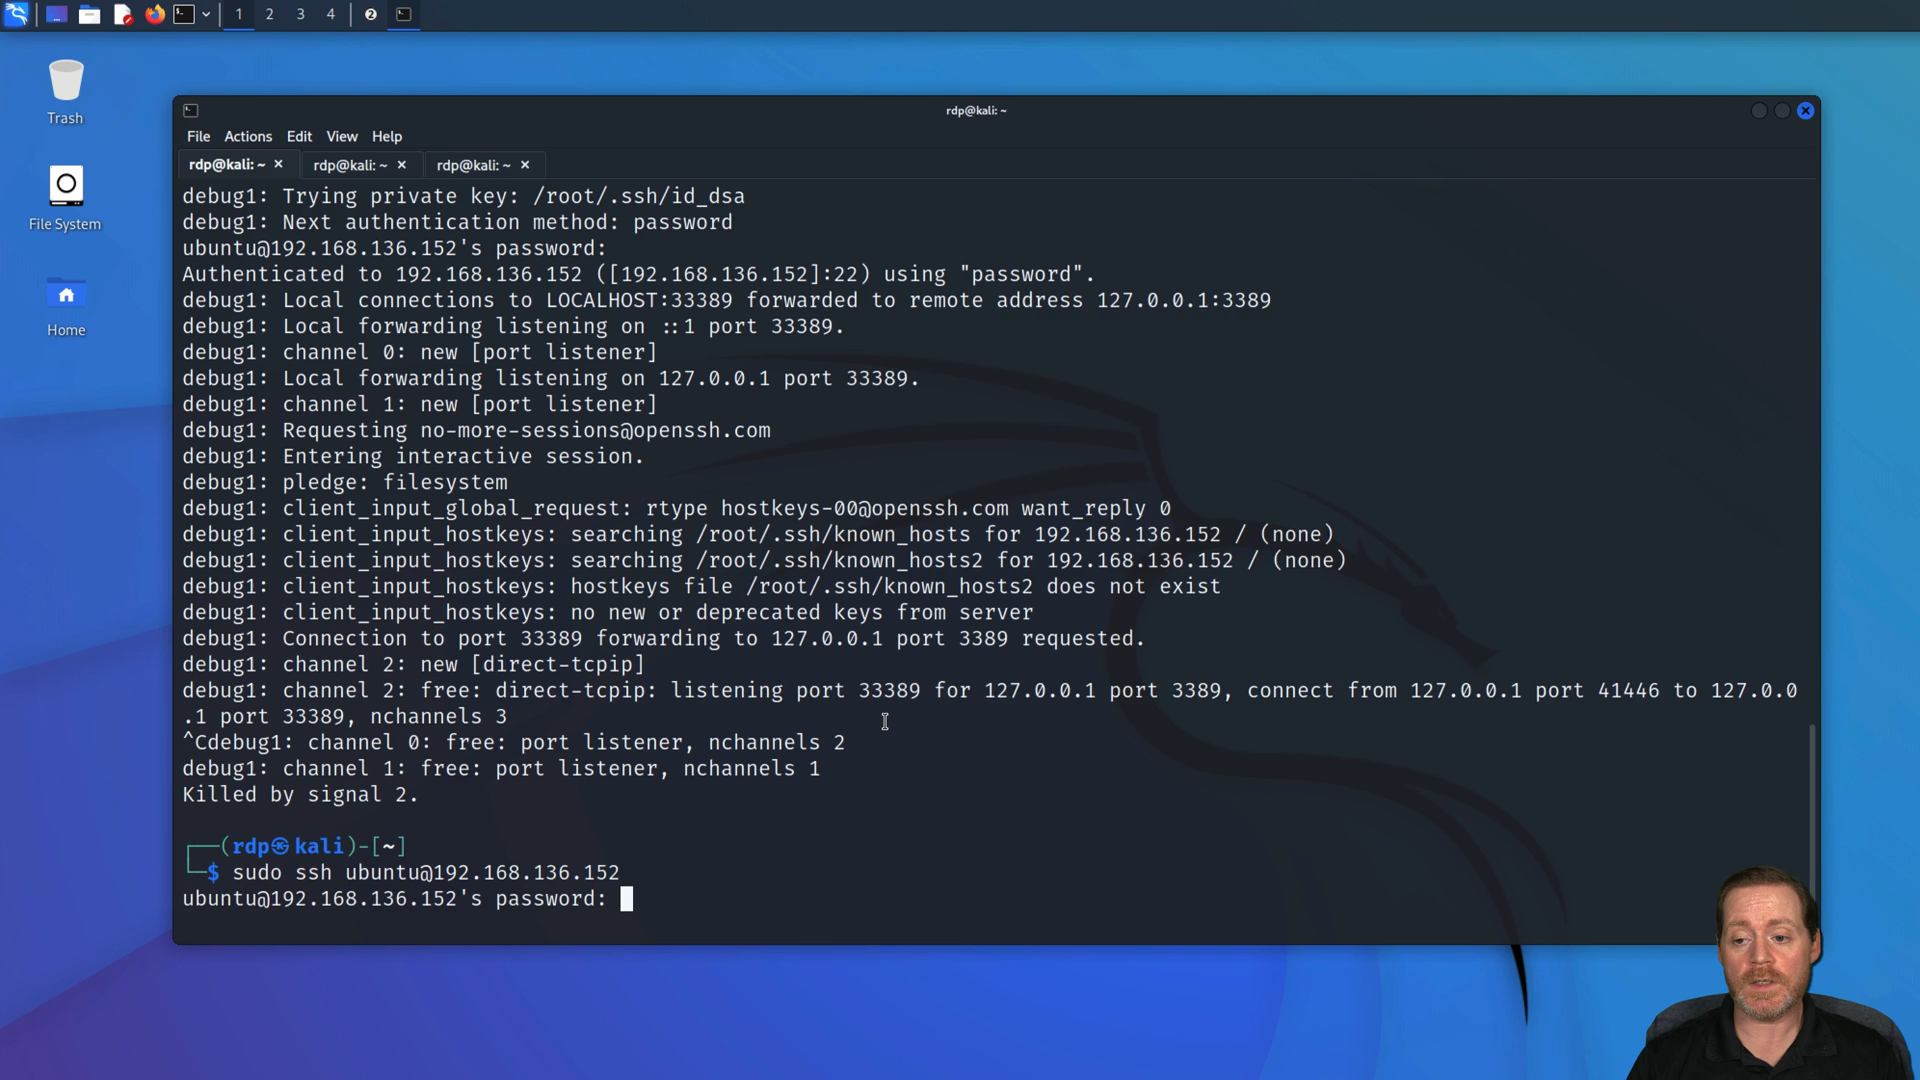 1 2 3 4 2
Trash
File System
Home
rdp@kali: ~
File Actions Edit View Help
rdp@kali: ~ × rdp@kali: ~ × rdp@kali: ~ ×
debug1: Trying private key: /root/.ssh/id_dsa
debug1: Next authentication method: password
ubuntu@192.168.136.152's password:
Authenticated to 192.168.136.152 ([192.168.136.152]:22) using "password".
debug1: Local connections to LOCALHOST:33389 forwarded to remote address 127.0.0.1:3389
debug1: Local forwarding listening on ::1 port 33389.
debug1: channel 0: new [port listener]
debug1: Local forwarding listening on 127.0.0.1 port 33389.
debug1: channel 1: new [port listener]
debug1: Requesting no-more-sessions@openssh.com
debug1: Entering interactive session.
debug1: pledge: filesystem
debug1: client_input_global_request: rtype hostkeys-00@openssh.com want_reply 0
debug1: client_input_hostkeys: searching /root/.ssh/known_hosts for 192.168.136.152 / (none)
debug1: client_input_hostkeys: searching /root/.ssh/known_hosts2 for 192.168.136.152 / (none)
debug1: client_input_hostkeys: hostkeys file /root/.ssh/known_hosts2 does not exist
debug1: client_input_hostkeys: no new or deprecated keys from server
debug1: Connection to port 33389 forwarding to 127.0.0.1 port 3389 requested.
debug1: channel 2: new [direct-tcpip]
debug1: channel 2: free: direct-tcpip: listening port 33389 for 127.0.0.1 port 3389, connect from 127.0.0.1 port 41446 to 127.0.0
.1 port 33389, nchannels 3
^Cdebug1: channel 0: free: port listener, nchannels 2
debug1: channel 1: free: port listener, nchannels 1
Killed by signal 2.
┌──(rdp㉿kali)-[~]
└─$ sudo ssh ubuntu@192.168.136.152
ubuntu@192.168.136.152's password: